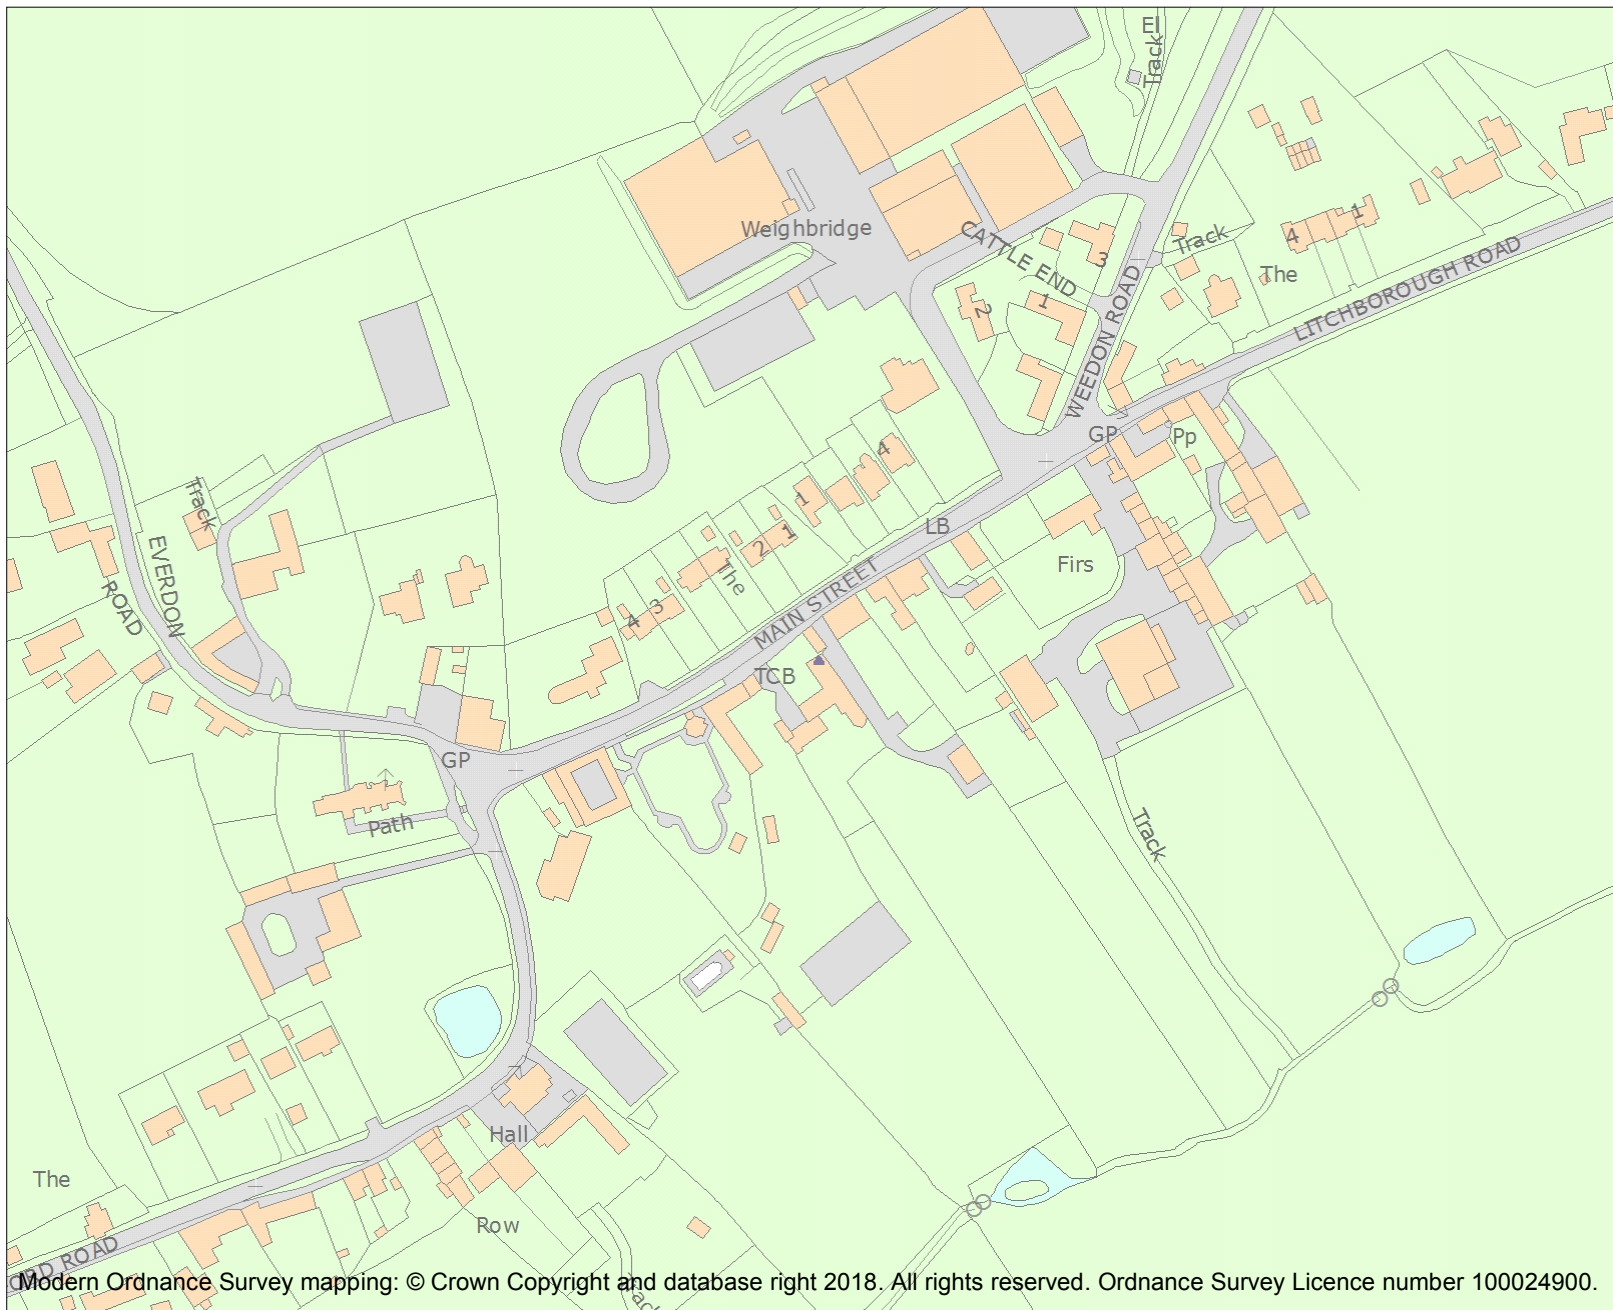 El
Track
Weighbridge
CATTLE END
3
Track
4
1
The
LITCHBOROUGH ROAD
2
1
WEEDON ROAD
GP
Pp
4
1
Track
EVERDON
ROAD
LB
2
1
The
Firs
4
3
MAIN STREET
TCB
GP
Path
Track
Hall
The
Row
ORD ROAD
Track
Modern Ordnance Survey mapping: © Crown Copyright and database right 2018. All rights reserved. Ordnance Survey Licence number 100024900.